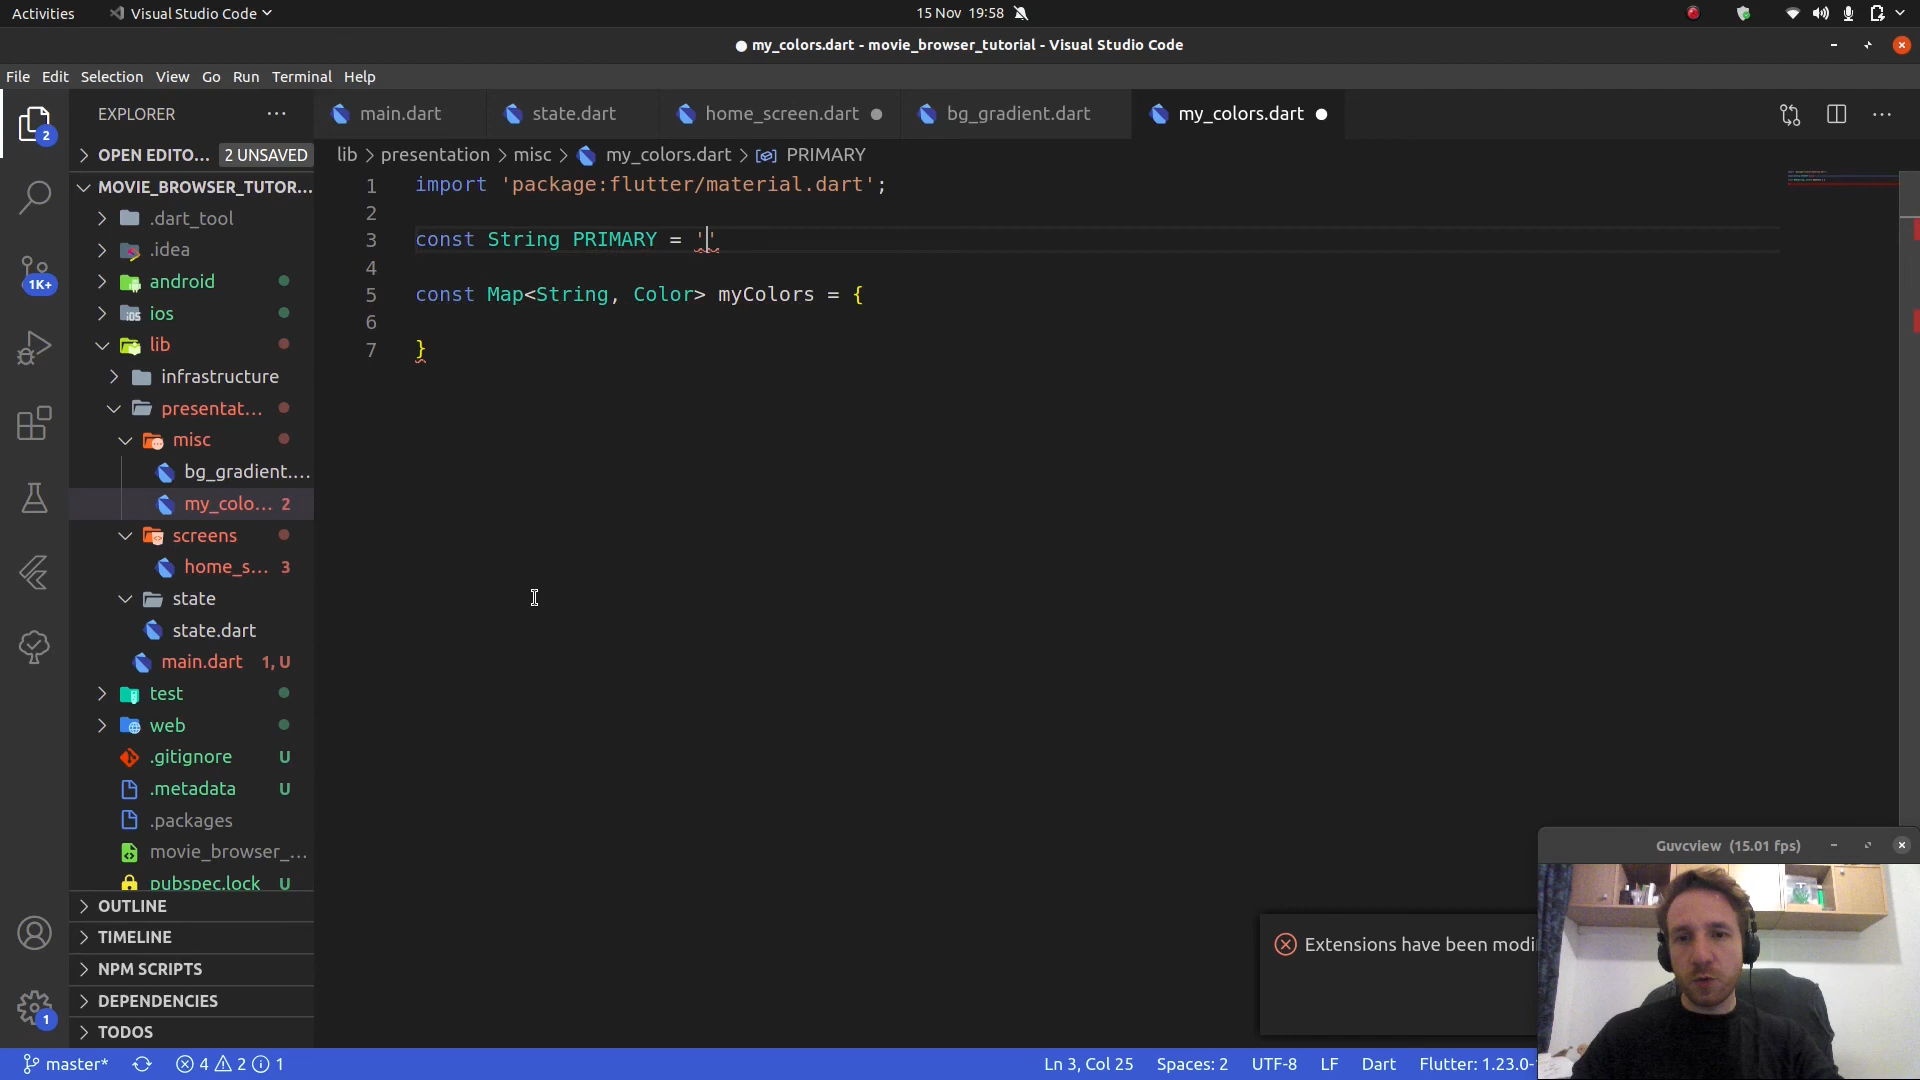 Activities
Visual Studio Code
15 Nov 19:58
my_colors.dart - movie_browser_tutorial - Visual Studio Code
File Edit Selection View Go Run Terminal Help
EXPLORER
main.dart
state.dart
home_screen.dart
bg_gradient.dart
my_colors.dart
2
OPEN EDITO... 2 UNSAVED
lib > presentation > misc > my_colors.dart > PRIMARY
MOVIE_BROWSER_TUTOR...
.dart_tool
.idea
android
ios
lib
infrastructure
presentat...
misc
bg_gradient....
my_colo... 2
screens
home_s... 3
state
state.dart
main.dart 1, U
test
web
.gitignore U
.metadata U
.packages
movie_browser_...
pubspec.lock U
OUTLINE
TIMELINE
NPM SCRIPTS
DEPENDENCIES
TODOS
1K+
1
1 import 'package:flutter/material.dart';
2
3 const String PRIMARY = ''
4
5 const Map<String, Color> myColors = {
6
7 }
Guvcview (15.01 fps)
Extensions have been modi
master* 4 2 1
Ln 3, Col 25 Spaces: 2 UTF-8 LF Dart Flutter: 1.23.0-